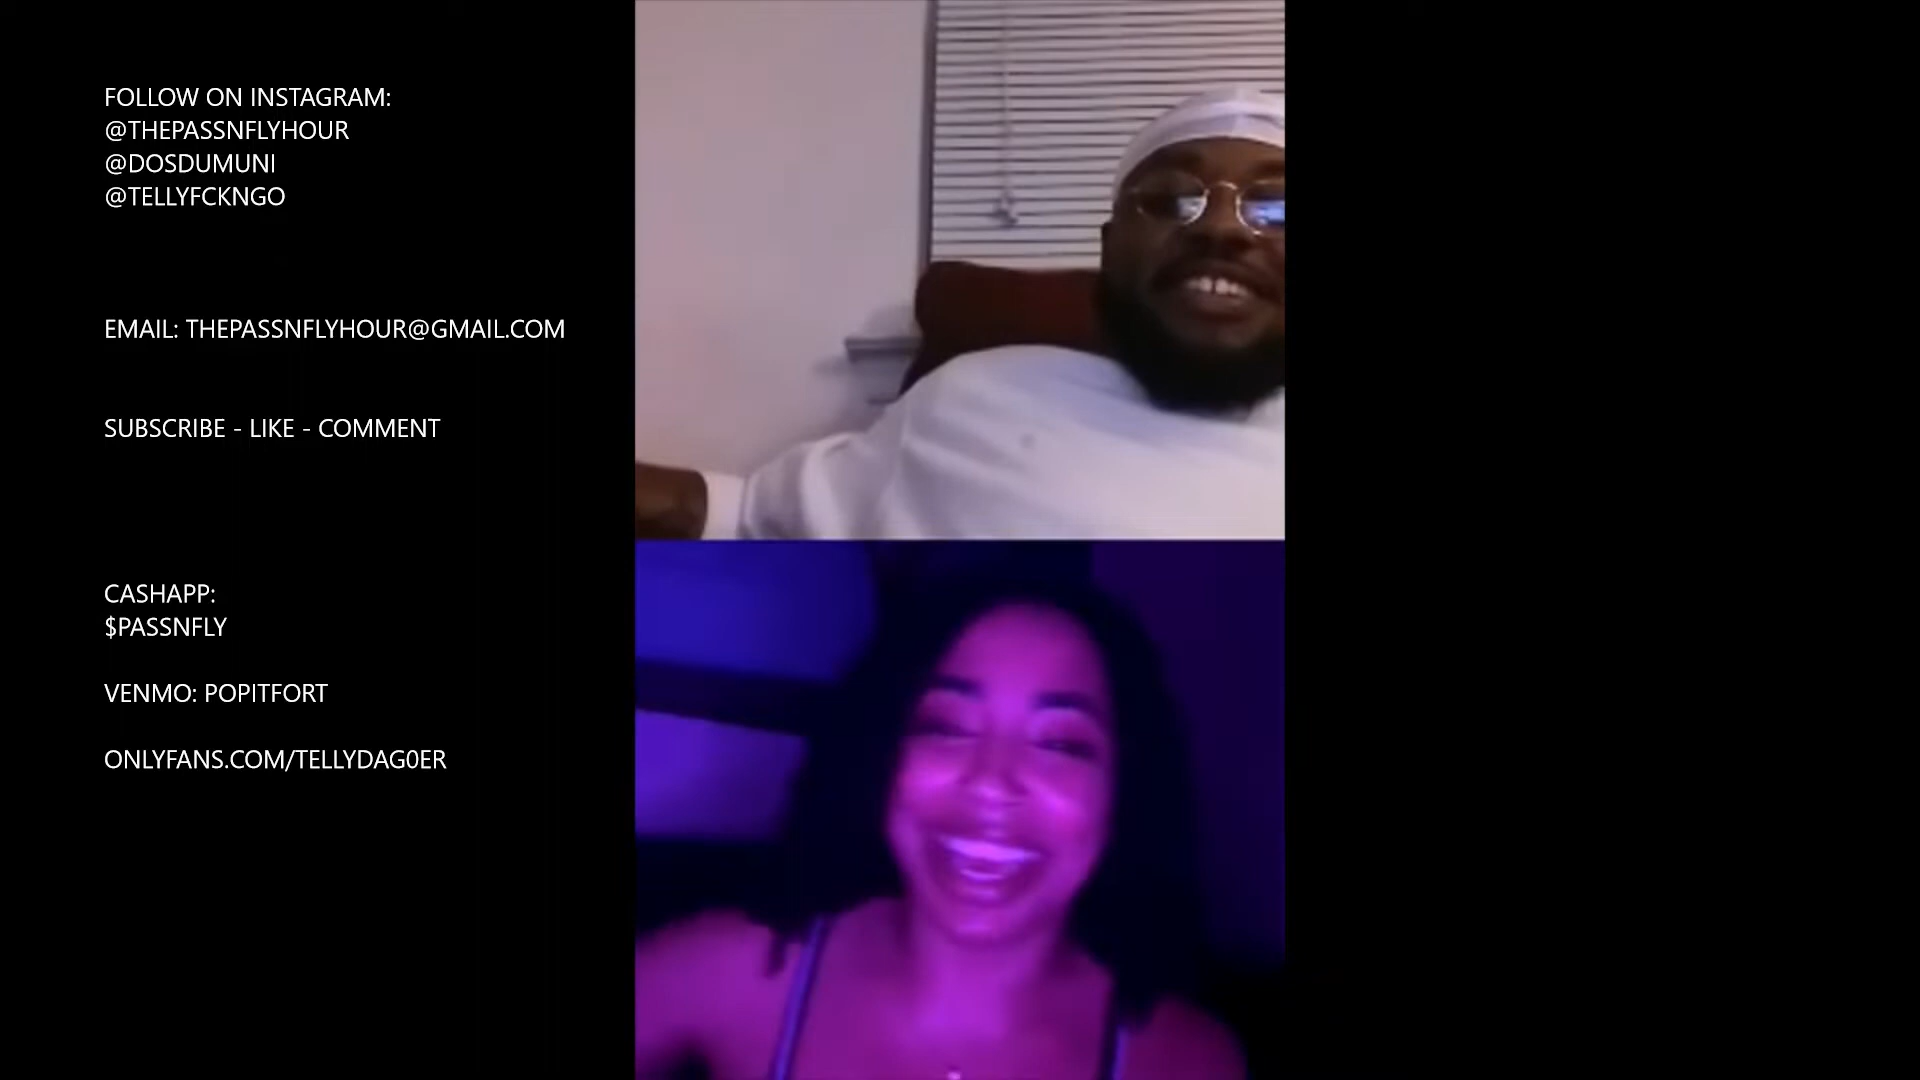 FOLLOW ON INSTAGRAM:
@THEPASSNFLYHOUR
@DOSDUMUNI
@TELLYFCKNGO
EMAIL: THEPASSNFLYHOUR@GMAIL.COM
SUBSCRIBE - LIKE - COMMENT
CASHAPP:
$PASSNFLY
VENMO: POPITFORT
ONLYFANS.COM/TELLYDAG0ER